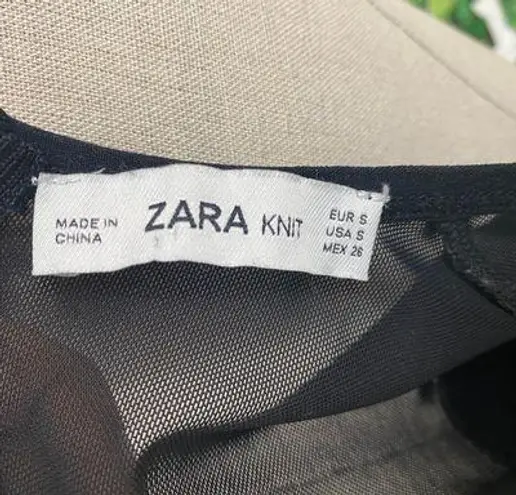 MADE IN
CHINA
ZARA KNIT
EUR S
USA S
MEX 26